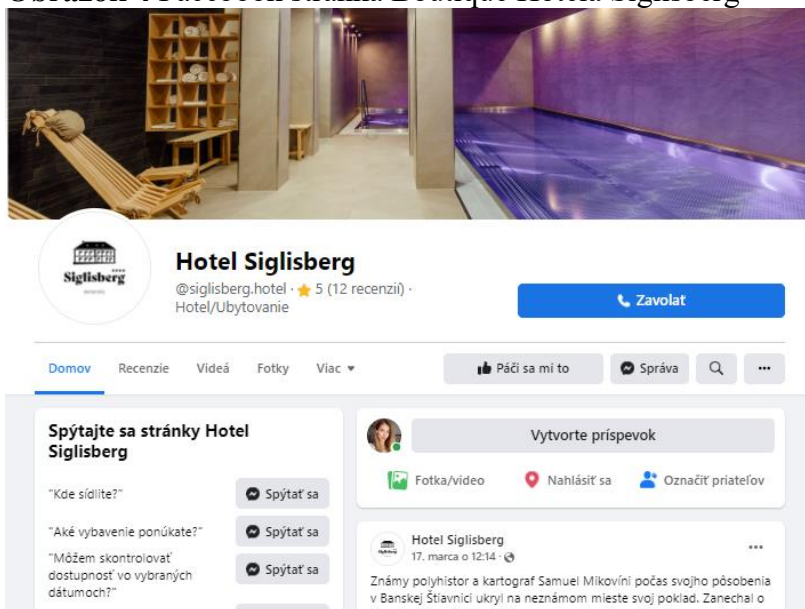 Obrázok 4 Facebook stránka Boutique Hotela Siglisberg
Siglisberg
Hotel Siglisberg
@siglisberg.hotel · 5 (12 recenzií) ·
Hotel/Ubytovanie
Zavolať
Domov Recenzie Videá Fotky Viac
Páči sa mi to Správa
Spýtajte sa stránky Hotel
Siglisberg
"Kde sídlite?" Spýtať sa
"Aké vybavenie ponúkate?" Spýtať sa
"Môžem skontrolovať
dostupnosť vo vybraných
dátumoch?" Spýtať sa
Vytvorte príspevok
Fotka/video Nahlásiť sa Označiť priateľov
Hotel Siglisberg
17. marca o 12:14 ·
Známy polyhistor a kartograf Samuel Mikovíni počas svojho pôsobenia
v Banskej Štiavnici ukryl na neznámom mieste svoj poklad. Zanechal o